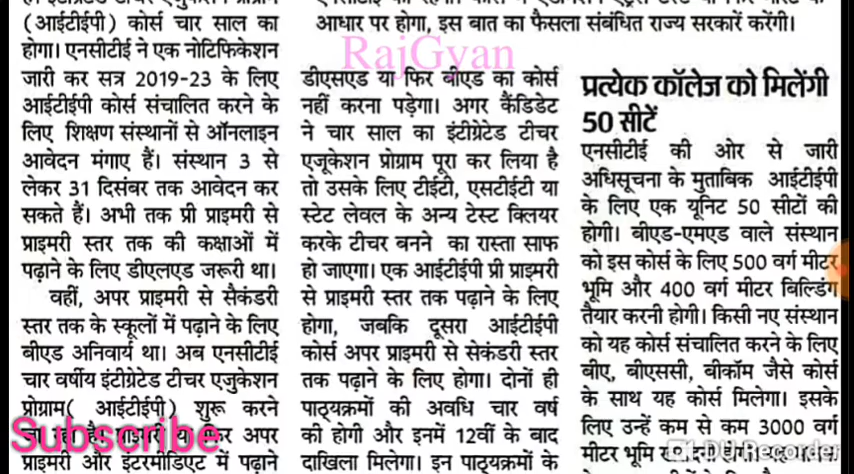 (आईटीईपी) कोर्स चार साल का
होगा। एनसीटीई ने एक नोटिफिकेशन
जारी कर सत्र 2019-23 के लिए
आईटीईपी कोर्स संचालित करने के
लिए शिक्षण संस्थानों से ऑनलाइन
आवेदन मंगाए हैं। संस्थान 3 से
लेकर 31 दिसंबर तक आवेदन कर
सकते हैं। अभी तक प्री प्राइमरी से
प्राइमरी स्तर तक की कक्षाओं में
पढ़ाने के लिए डीएलएड जरूरी था।
वहीं, अपर प्राइमरी से सैकंडरी
स्तर तक के स्कूलों में पढ़ाने के लिए
बीएड अनिवार्य था। अब एनसीटीई
चार वर्षीय इंटीग्रेटेड टीचर एजुकेशन
प्रोग्राम( आईटीईपी) शुरू करने
अपर
प्राइमरी और इंटरमीडिएट में पढ़ाने
आधार पर होगा, इस बात का फैसला संबंधित राज्य सरकारें करेंगी।
RajGyan
डीएसएड या फिर बीएड का कोर्स
नहीं करना पड़ेगा। अगर कैंडिडेट
ने चार साल का इंटीग्रेटेड टीचर
एजूकेशन प्रोग्राम पूरा कर लिया है
तो उसके लिए टीईटी, एसटीईटी या
स्टेट लेवल के अन्य टेस्ट क्लियर
करके टीचर बनने का रास्ता साफ
हो जाएगा। एक आईटीईपी प्री प्राइमरी
से प्राइमरी स्तर तक पढ़ाने के लिए
होगा, जबकि दूसरा आईटीईपी
कोर्स अपर प्राइमरी से सेकंडरी स्तर
तक पढ़ाने के लिए होगा। दोनों ही
पाठ्यक्रमों की अवधि चार वर्ष
की होगी और इनमें 12वीं के बाद
दाखिला मिलेगा। इन पाठ्यक्रमों के
प्रत्येक कॉलेज को मिलेंगी
50 सीटें
एनसीटीई की ओर से जारी
अधिसूचना के मुताबिक आईटीईपी
के लिए एक यूनिट 50 सीटों की
होगी। बीएड-एमएड वाले संस्थान
को इस कोर्स के लिए 500 वर्ग मीटर
भूमि और 400 वर्ग मीटर बिल्डिंग
तैयार करनी होगी। किसी नए संस्थान
को यह कोर्स संचालित करने के लिए
बीए, बीएससी, बीकॉम जैसे कोर्स
के साथ यह कोर्स मिलेगा। इसके
लिए उन्हें कम से कम 3000 वर्ग
मीटर भूमि
Subscribe
DU Recorder